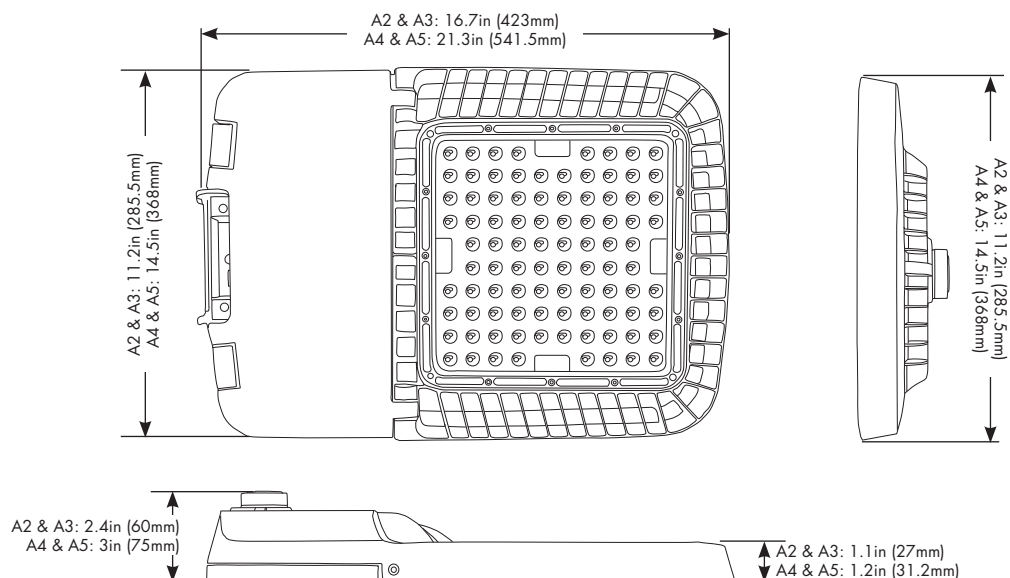 A2 & A3: 16.7in (423mm)
A4 & A5: 21.3in (541.5mm)
A2 & A3: 11.2in (285.5mm)
A4 & A5: 14.5in (368mm)
A2 & A3: 11.2in (285.5mm)
A4 & A5: 14.5in (368mm)
A2 & A3: 2.4in (60mm)
A4 & A5: 3in (75mm)
A2 & A3: 1.1in (27mm)
A4 & A5: 1.2in (31.2mm)